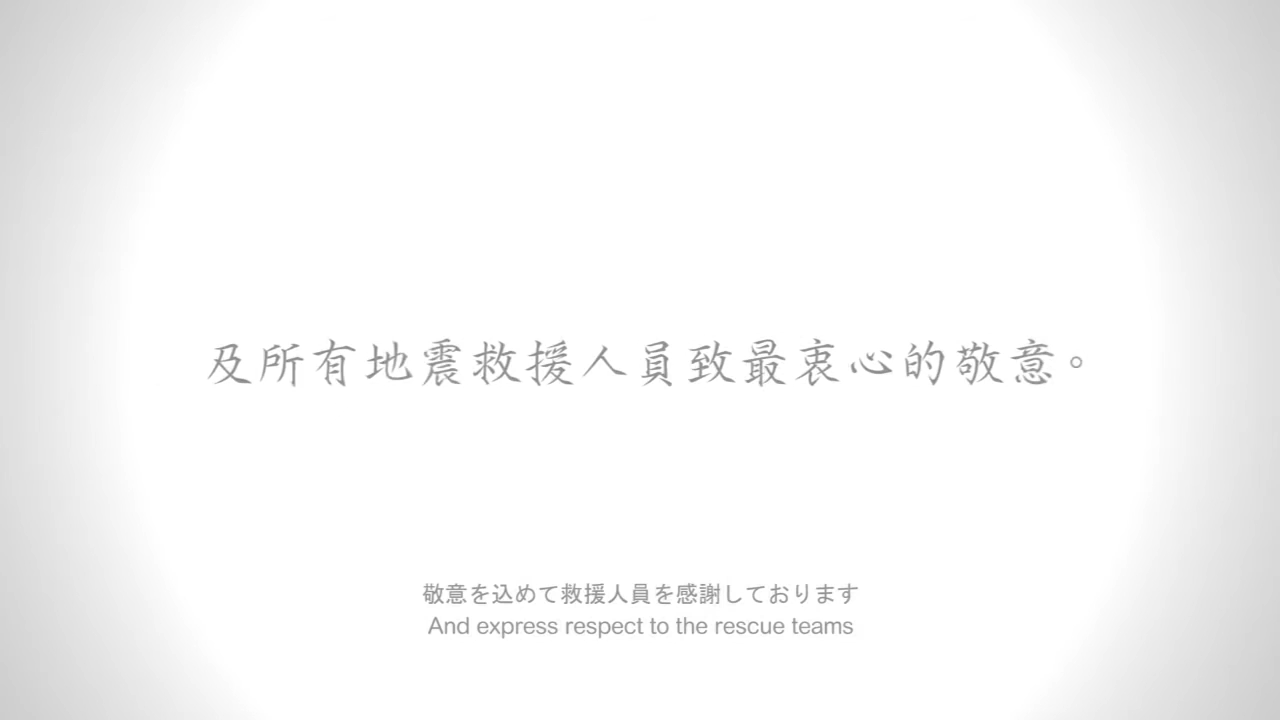 及所有地震救援人員致最衷心的敬意。
敬意を込めて救援人員を感謝しております
And express respect to the rescue teams